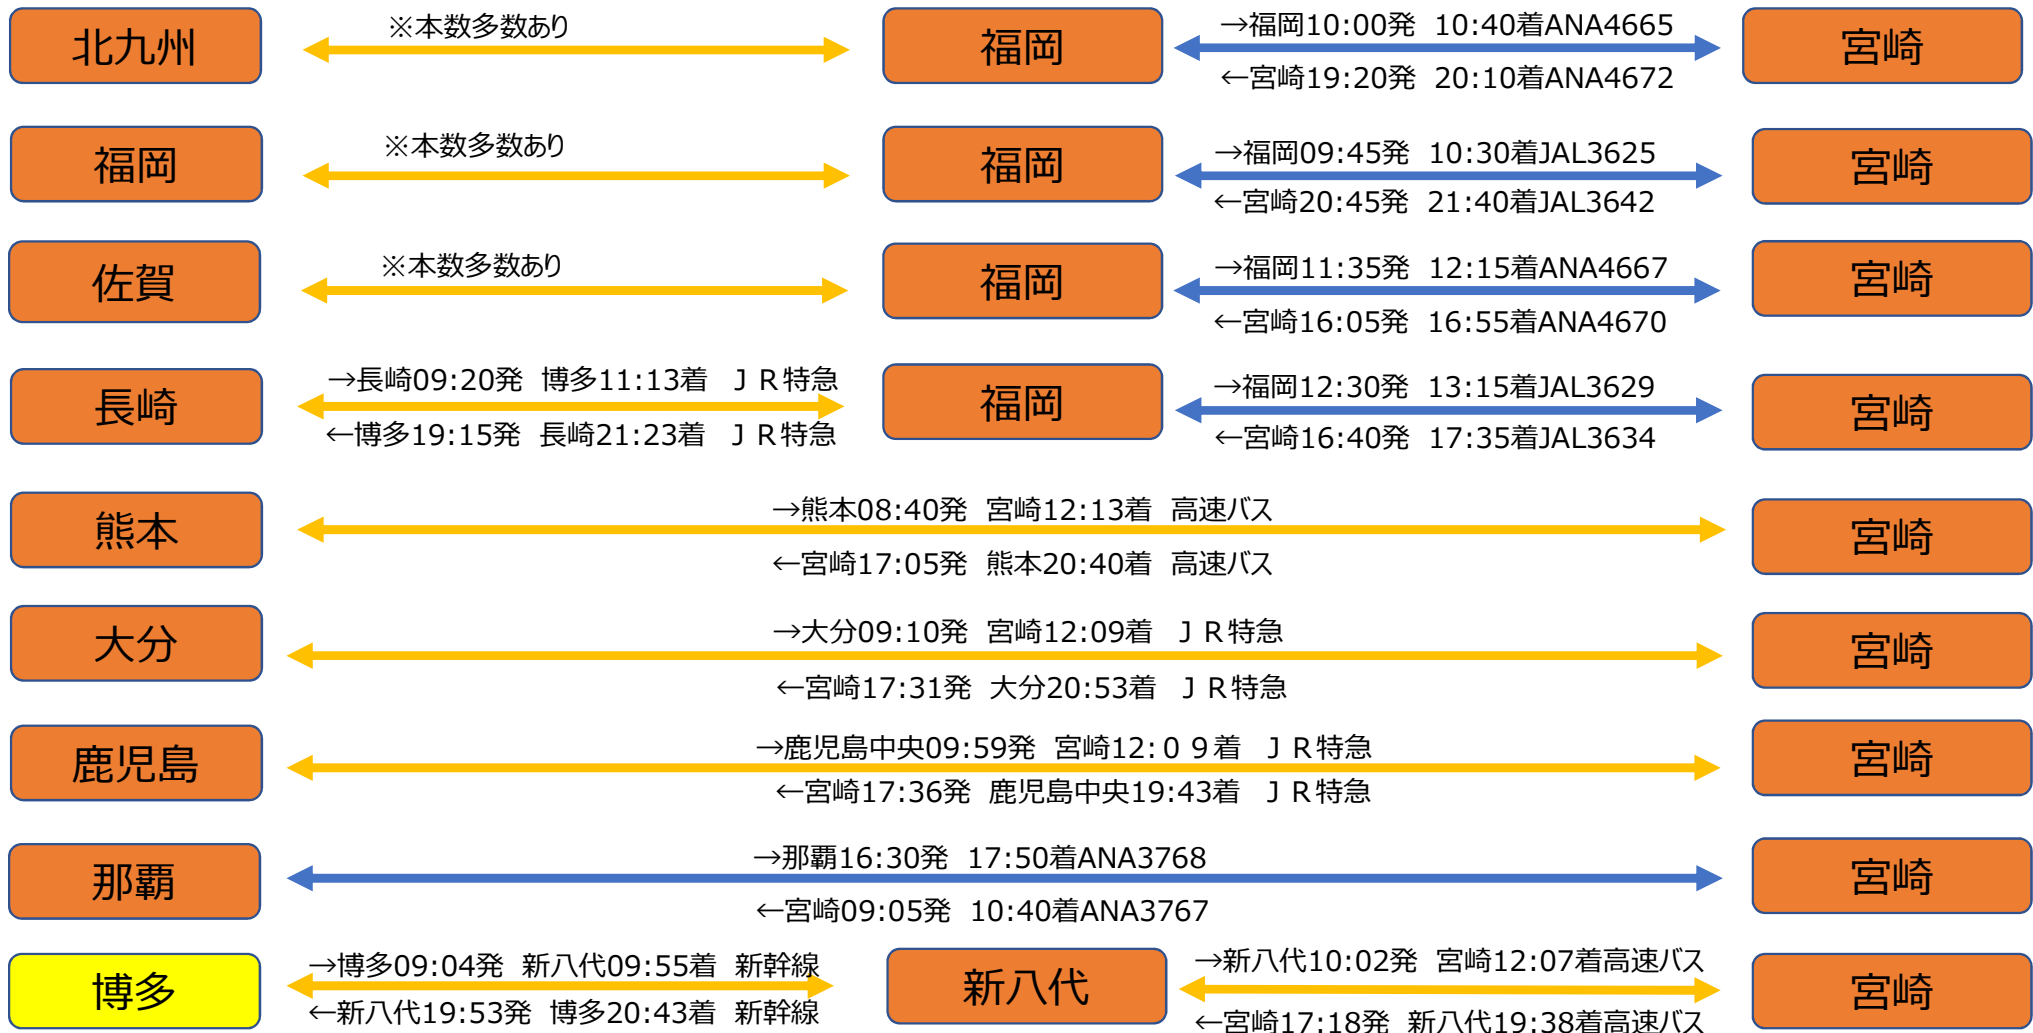 北九州 ※本数多数あり 福岡 →福岡10:00発 10:40着ANA4665 宮崎
←宮崎19:20発 20:10着ANA4672
福岡 ※本数多数あり 福岡 →福岡09:45発 10:30着JAL3625 宮崎
←宮崎20:45発 21:40着JAL3642
佐賀 ※本数多数あり 福岡 →福岡11:35発 12:15着ANA4667 宮崎
←宮崎16:05発 16:55着ANA4670
長崎 →長崎09:20発 博多11:13着 ＪＲ特急 福岡 →福岡12:30発 13:15着JAL3629 宮崎
←博多19:15発 長崎21:23着 ＪＲ特急 ←宮崎16:40発 17:35着JAL3634
熊本 →熊本08:40発 宮崎12:13着 高速バス 宮崎
←宮崎17:05発 熊本20:40着 高速バス
大分 →大分09:10発 宮崎12:09着 ＪＲ特急 宮崎
←宮崎17:31発 大分20:53着 ＪＲ特急
鹿児島 →鹿児島中央09:59発 宮崎12:０９着 ＪＲ特急 宮崎
←宮崎17:36発 鹿児島中央19:43着 ＪＲ特急
那覇 →那覇16:30発 17:50着ANA3768 宮崎
←宮崎09:05発 10:40着ANA3767
博多 →博多09:04発 新八代09:55着 新幹線 新八代 →新八代10:02発 宮崎12:07着高速バス 宮崎
←新八代19:53発 博多20:43着 新幹線 ←宮崎17:18発 新八代19:38着高速バス